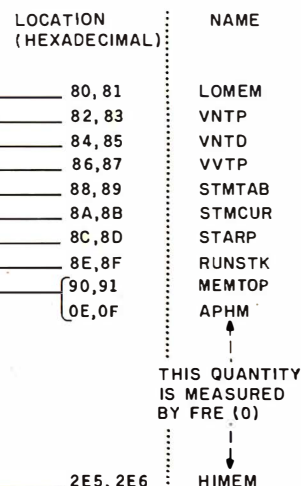 LOCATION NAME
(HEXADECIMAL)
80,81 LOMEM
82,83 VNTP
84,85 VNTD
86,87 VVTP
88,89 STMTAB
8A,8B STMCUR
8C,8D STARP
8E,8F RUNSTK
90,91 MEMTOP
0E,0F APHM
THIS QUANTITY
IS MEASURED
BY FRE (0)
2E5,2E6 HIMEM